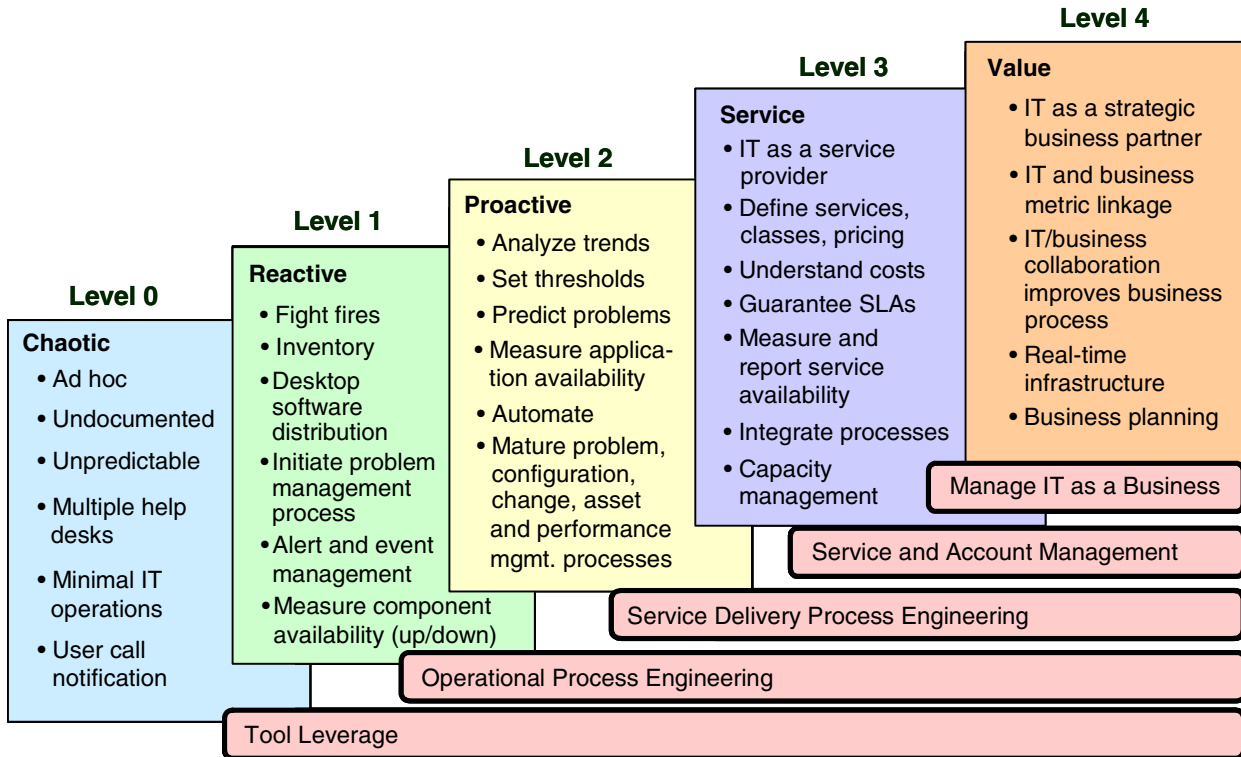 Level 0
Chaotic
• Ad hoc
• Undocumented
• Unpredictable
• Multiple help
desks
• Minimal IT
operations
• User call
notification
Level 1
Reactive
• Fight fires
• Inventory
• Desktop
software
distribution
• Initiate problem
management
process
• Alert and event
management
• Measure component
availability (up/down)
Level 2
Proactive
• Analyze trends
• Set thresholds
• Predict problems
• Measure applica-
tion availability
• Automate
• Mature problem,
configuration,
change, asset
and performance
mgmt. processes
Level 3
Service
• IT as a service
provider
• Define services,
classes, pricing
• Understand costs
• Guarantee SLAs
• Measure and
report service
availability
• Integrate processes
• Capacity
management
Level 4
Value
• IT as a strategic
business partner
• IT and business
metric linkage
• IT/business
collaboration
improves business
process
• Real-time
infrastructure
• Business planning
Manage IT as a Business
Service and Account Management
Service Delivery Process Engineering
Operational Process Engineering
Tool Leverage